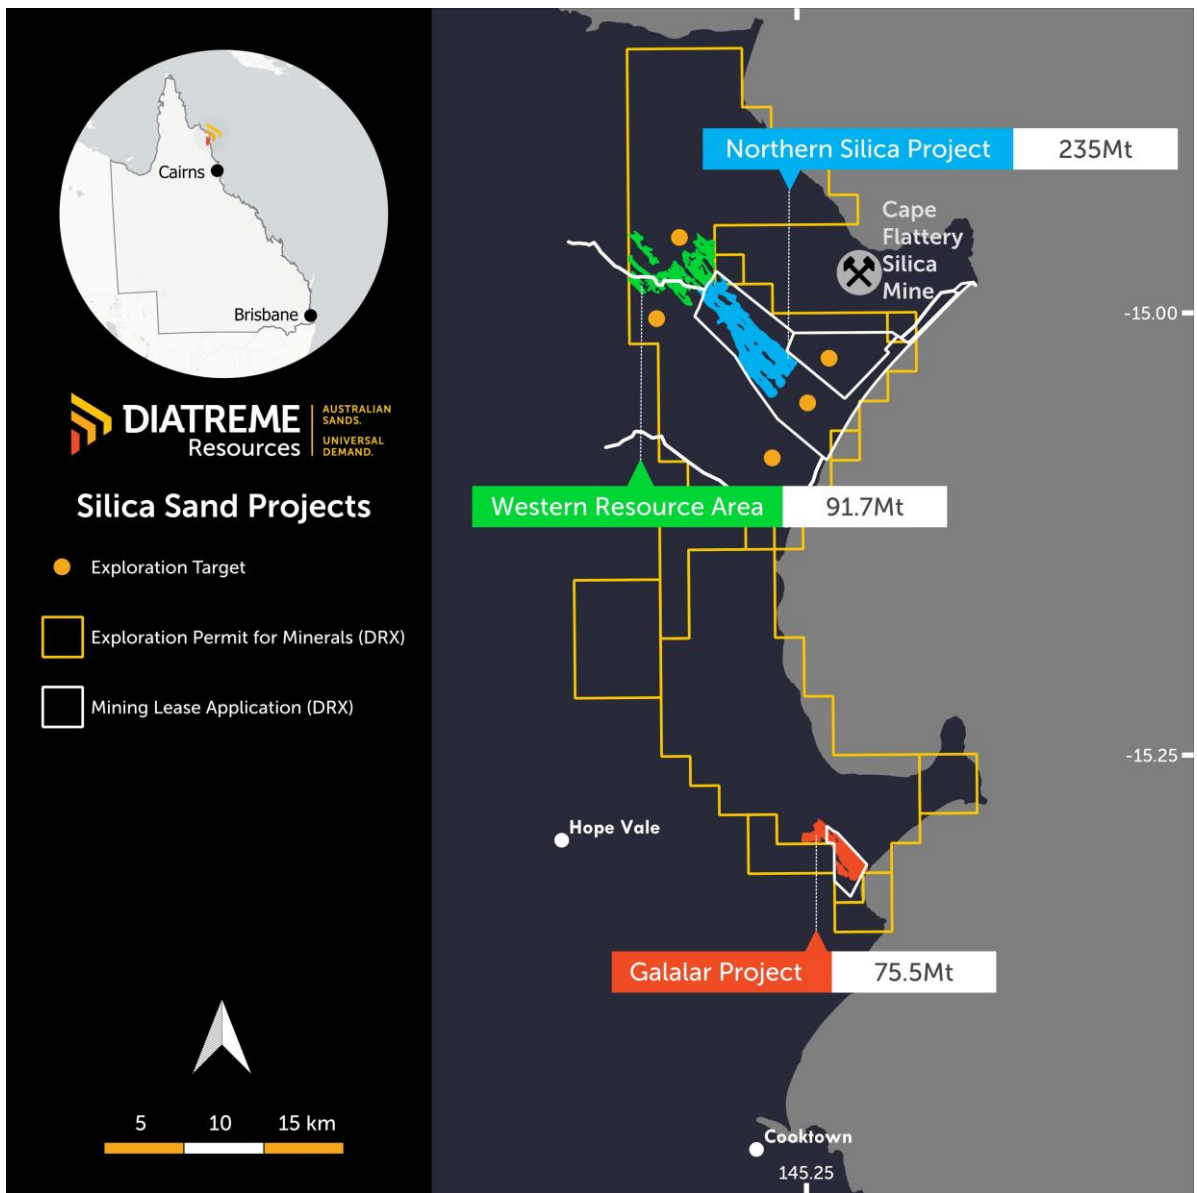 Cairns
Brisbane
DIATREME
Resources
AUSTRALIAN
SANDS.
UNIVERSAL
DEMAND.
Silica Sand Projects
Exploration Target
Exploration Permit for Minerals (DRX)
Mining Lease Application (DRX)
5 10 15 km
Northern Silica Project 235Mt
Cape
Flattery
Silica
Mine
-15.00
Western Resource Area 91.7Mt
-15.25
Hope Vale
Galalar Project 75.5Mt
Cooktown
145.25